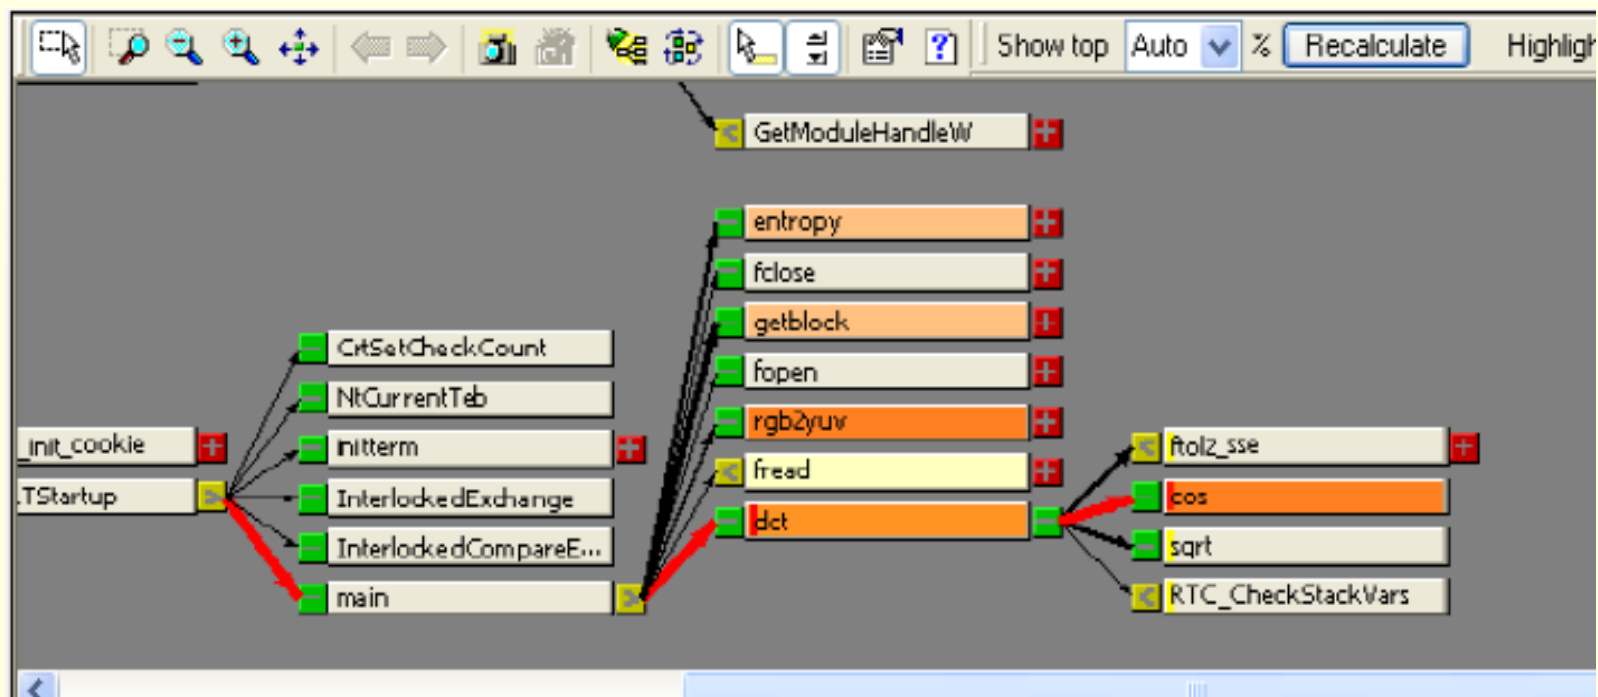 Show top Auto % Recalculate Highligh
GetModuleHandleW
entropy
fclose
getblock
fopen
rgb2yuv
fread
dct
CrtSetCheckCount
NtCurrentTeb
initterm
InterlockedExchange
InterlockedCompareE...
main
_init_cookie
.TStartup
ftol2_sse
cos
sqrt
RTC_CheckStackVars